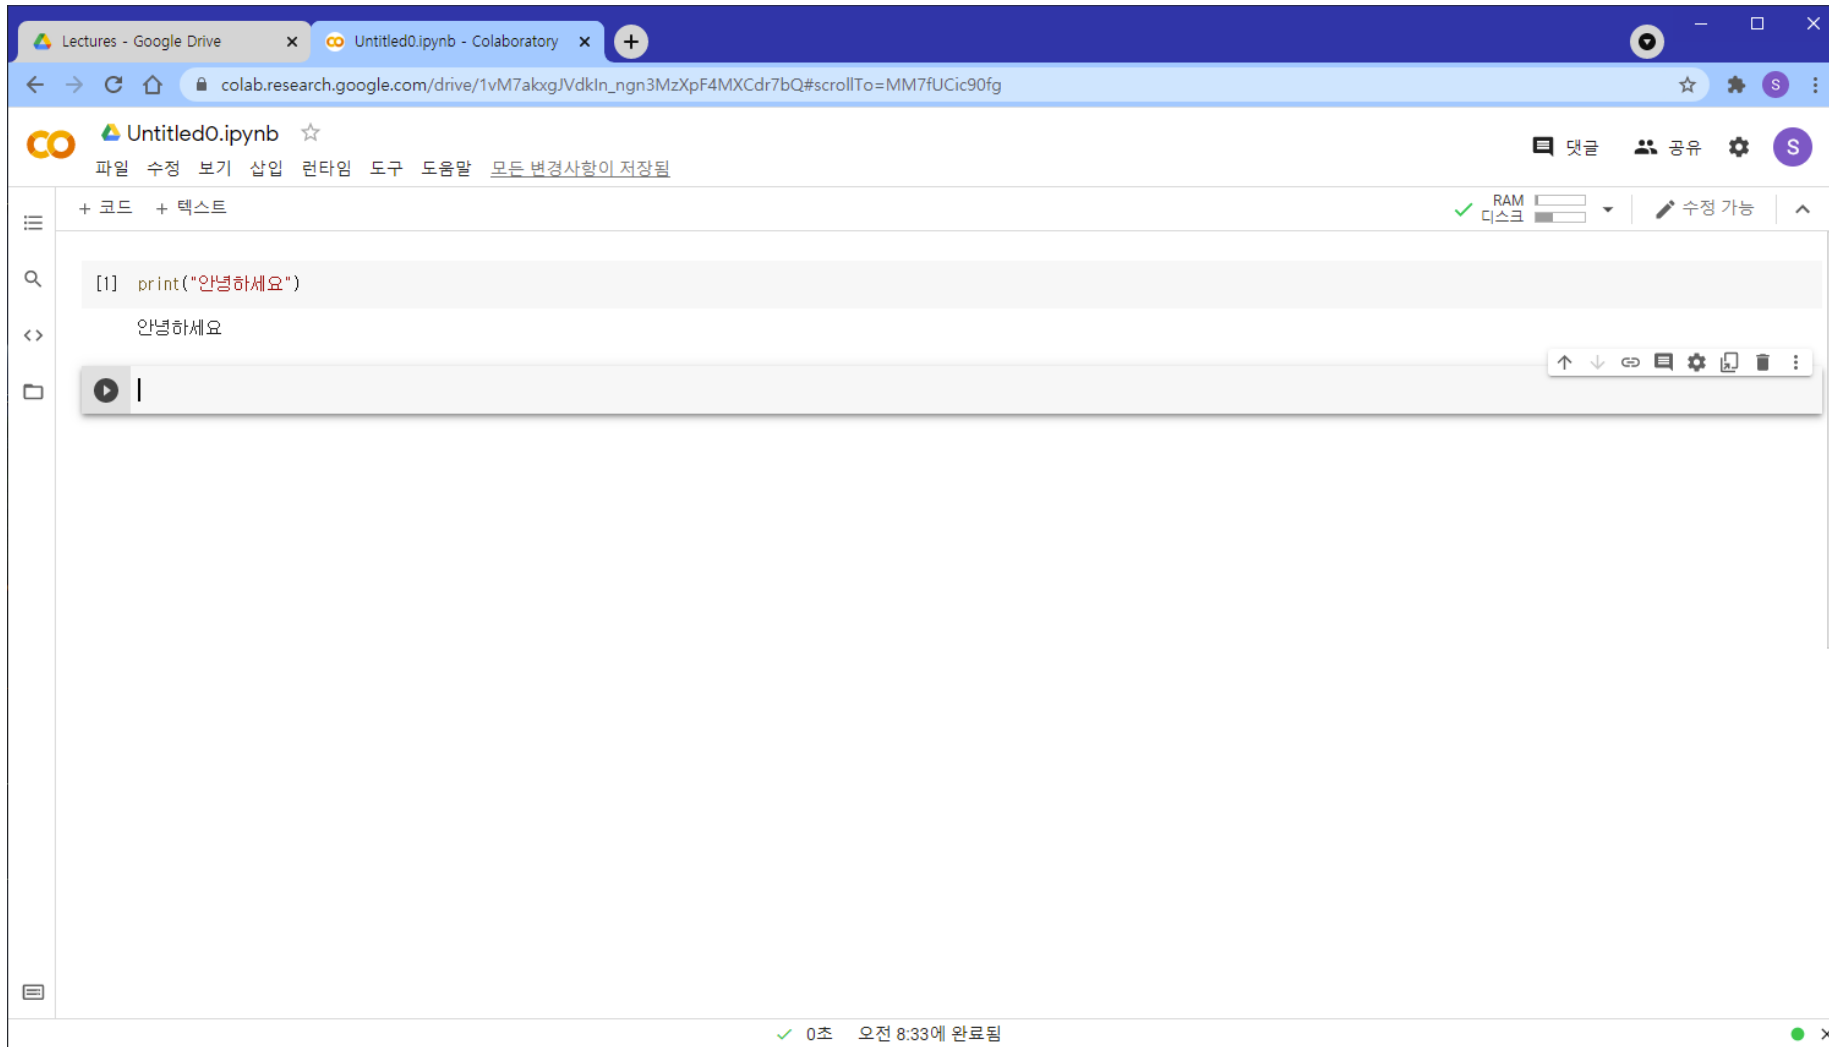 Lectures - Google Drive
Untitled0.ipynb - Colaboratory
colab.research.google.com/drive/1vM7akxgJVdkIn_ngn3MzXpF4MXCdr7bQ#scrollTo=MM7fUCic90fg
S
CO
Untitled0.ipynb
댓글
공유
S
파일 수정 보기 삽입 런타임 도구 도움말 모든 변경사항이 저장됨
+ 코드 + 텍스트
RAM
디스크
수정 가능
[1] print("안녕하세요")
안녕하세요
0초 오전 8:33에 완료됨